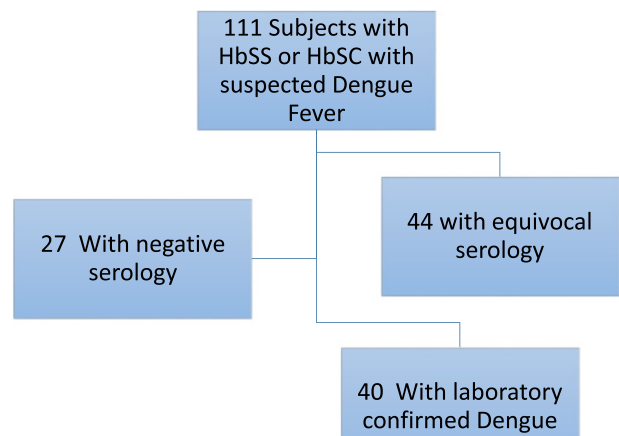 111 Subjects with
HbSS or HbSC with
suspected Dengue
Fever
44 with equivocal
serology
27  With negative
serology
40  With laboratory
confirmed Dengue